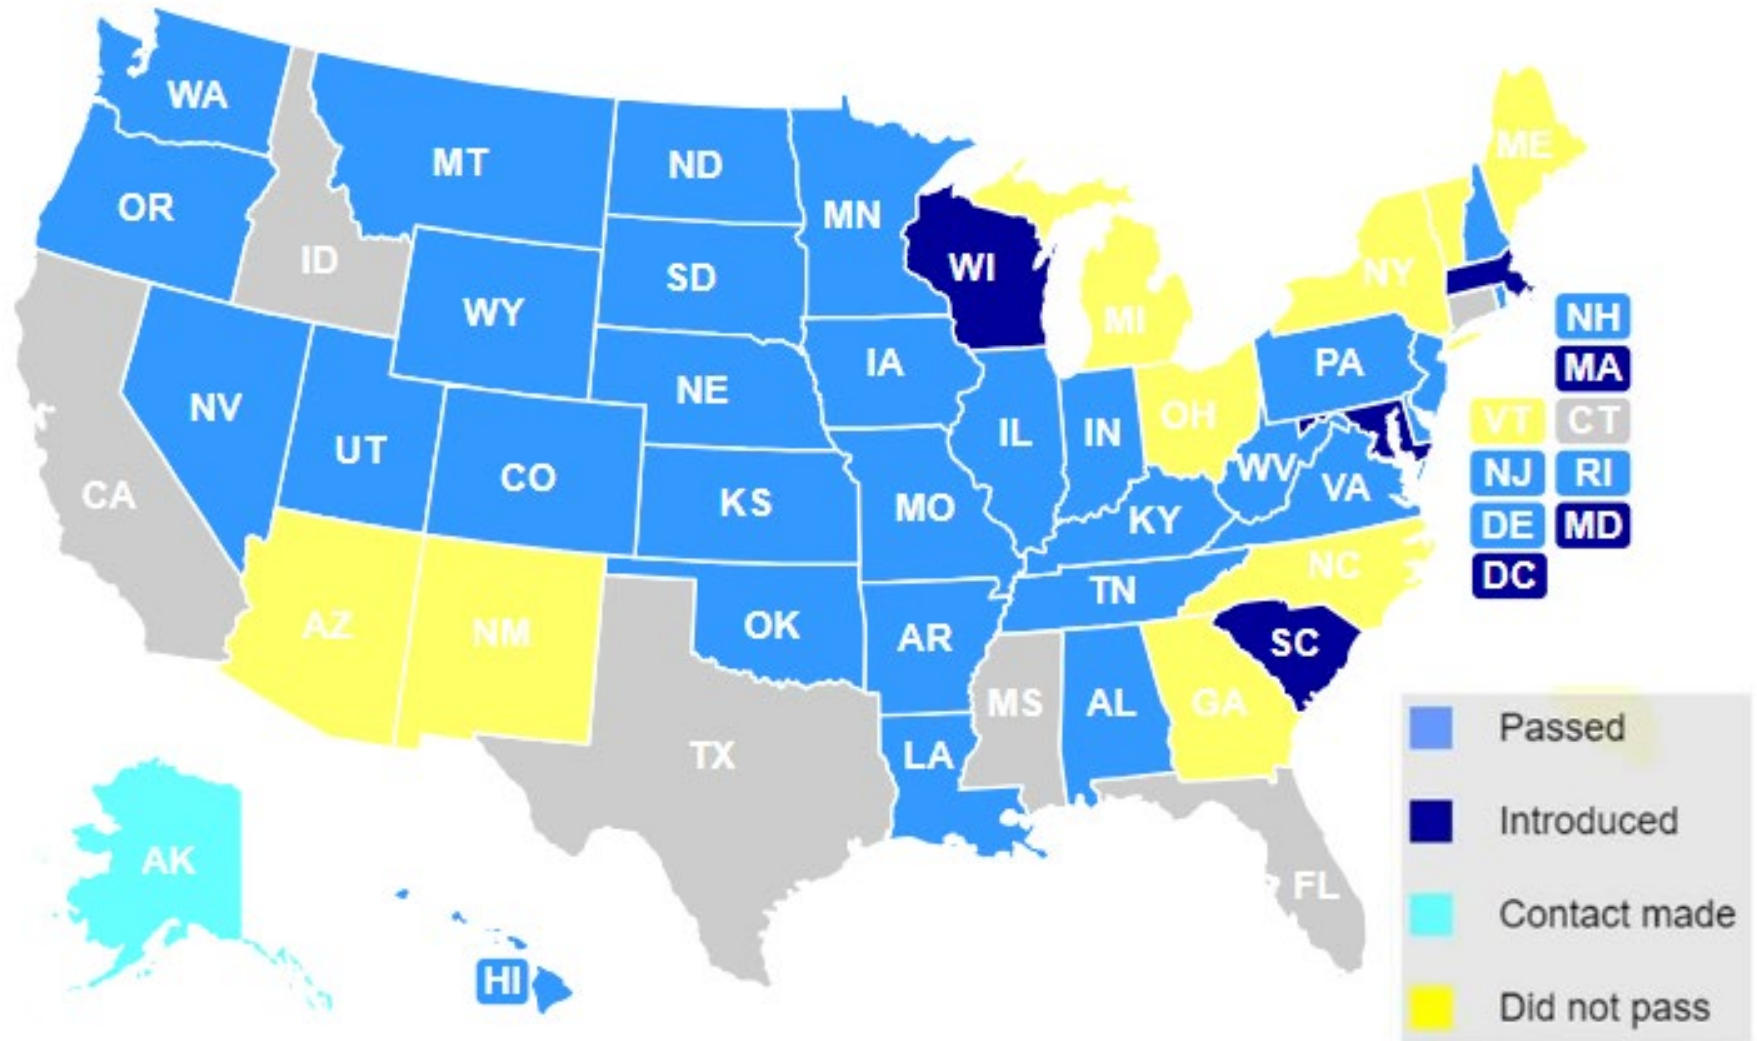 WA
MT
ND
ME
OR
MN
ID
WI
NY
SD
WY
NH
MI
PA
IA
MA
NE
NV
OH
VT CT
IL
IN
UT
WV
NJ RI
CO
VA
CA
KS
MO
KY
DE MD
NC
DC
TN
AZ
NM
OK
AR
SC
MS
AL
GA
TX
LA
Passed
Introduced
AK
FL
Contact made
HI
Did not pass